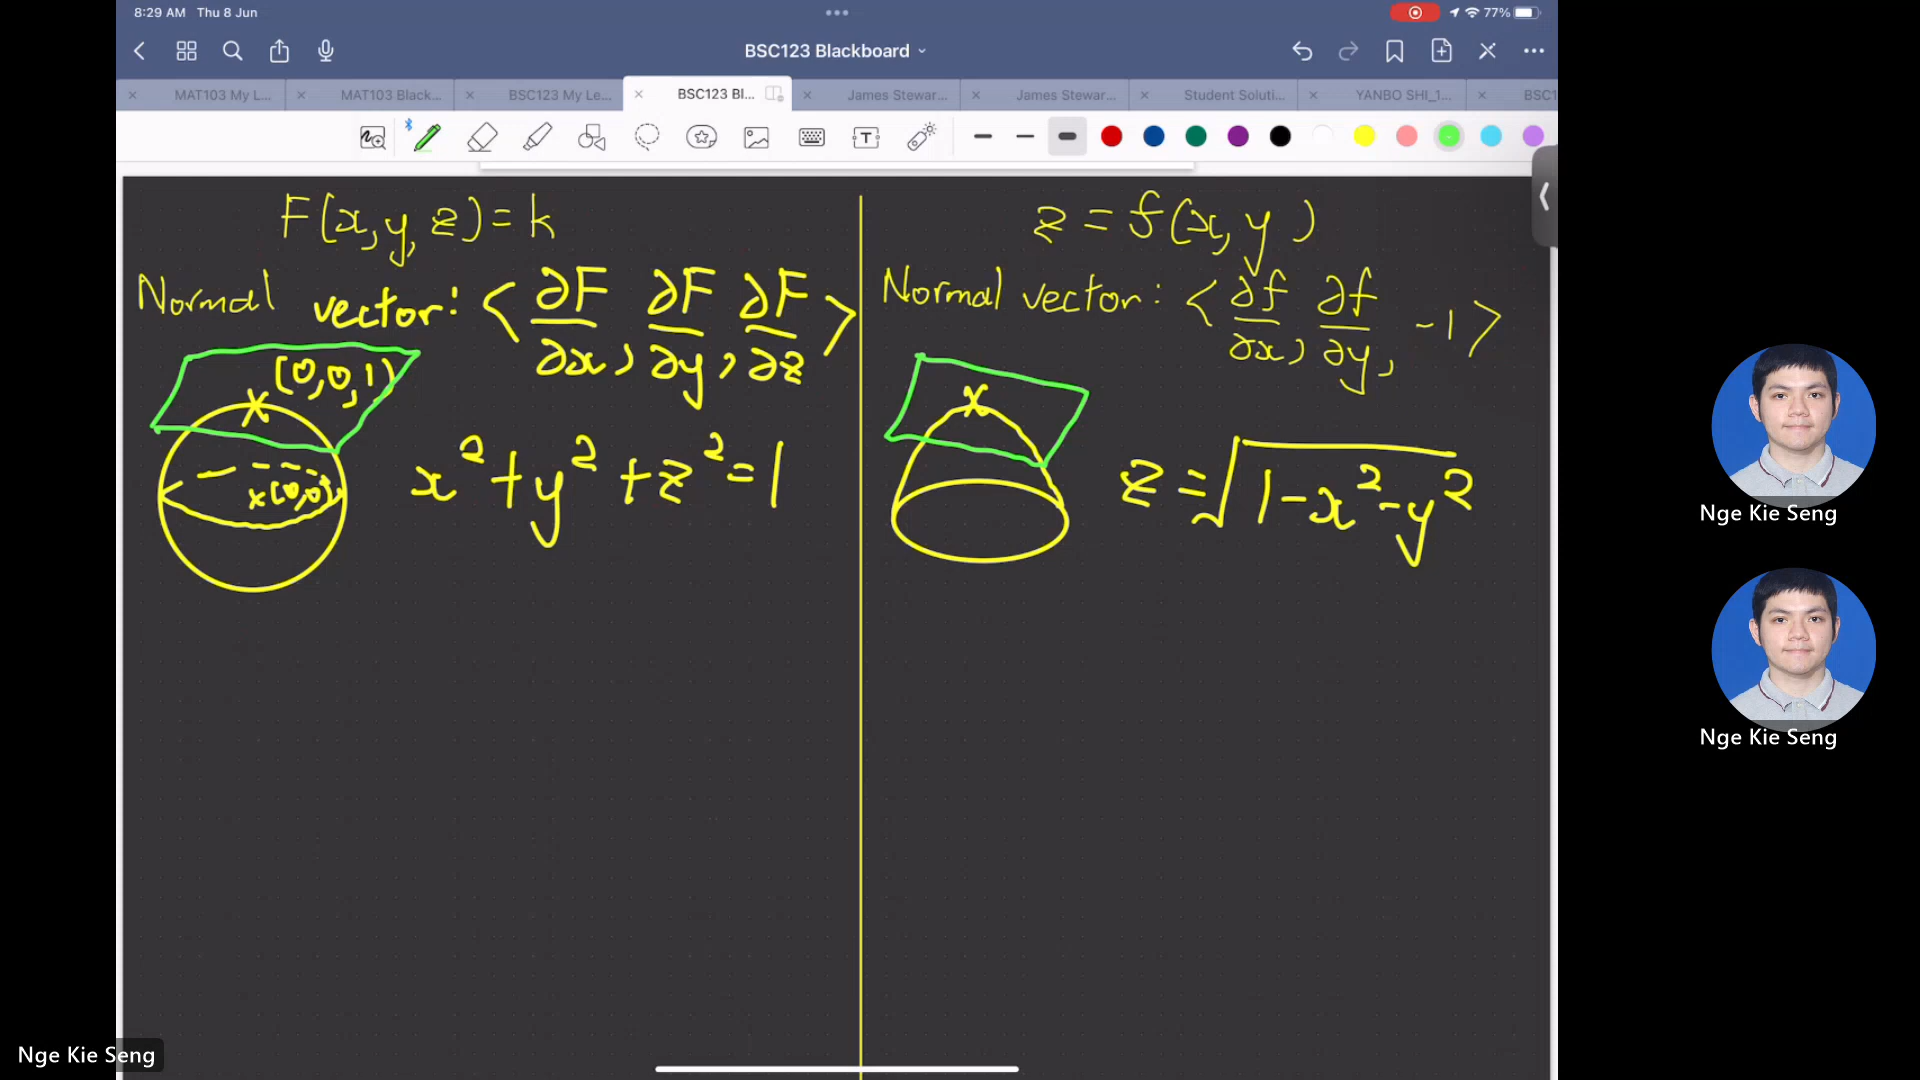 8:29 AM Thu 8 Jun
77%
BSC123 Blackboard
MAT103 My L...
MAT103 Black...
BSC123 My Le...
BSC123 Bl...
James Stewar...
James Stewar...
Student Soluti...
YANBO SHI_1...
BSC1
F(x,y,z)=k
Normal vector: <∂F/∂x, ∂F/∂y, ∂F/∂z>
(0,0,1)
x(0,0)
x²+y²+z²=1
z=f(x,y)
Normal vector: <∂f/∂x, ∂f/∂y, -1>
x
z=√(1-x²-y²)
Nge Kie Seng
Nge Kie Seng
Nge Kie Seng